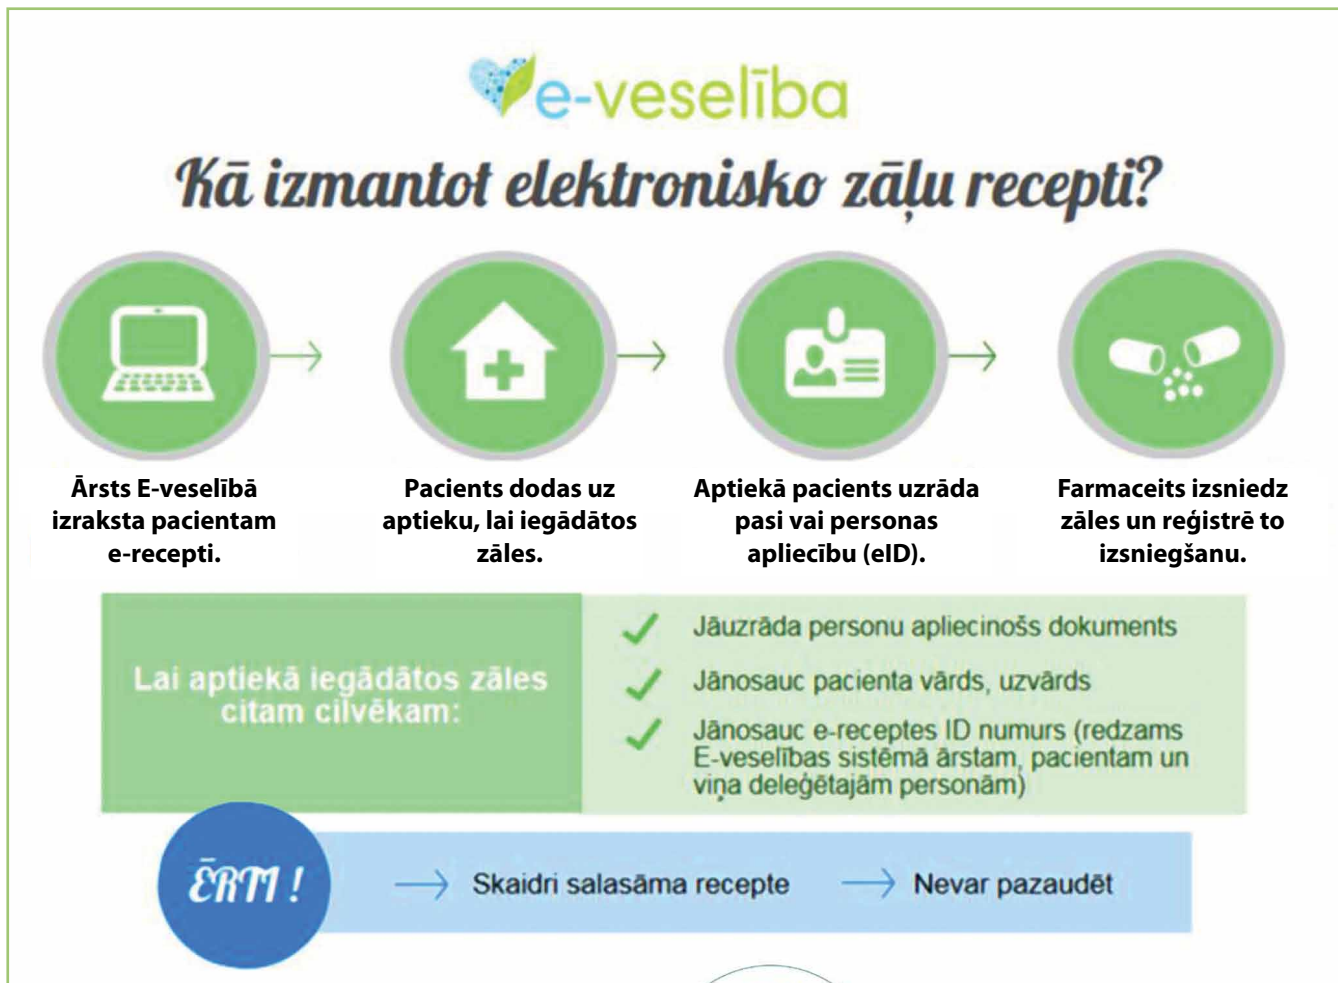 e-veselība
Kā izmantot elektronisko zāļu recepti?
Ārsts E-veselībā
izraksta pacientam
e-recepti.
Pacients dodas uz
aptieku, lai iegādātos
zāles.
Aptiekā pacients uzrāda
pasi vai personas
apliecību (eID).
Farmaceits izsniedz
zāles un reģistrē to
izsniegšanu.
Lai aptiekā iegādātos zāles
citam cilvēkam:
Jāuzrāda personu apliecinošs dokuments
Jānosauc pacienta vārds, uzvārds
Jānosauc e-receptes ID numurs (redzams
E-veselības sistēmā ārstam, pacientam un
viņa deleģētajām personām)
ĒRTI !
Skaidri salasāma recepte
Nevar pazaudēt